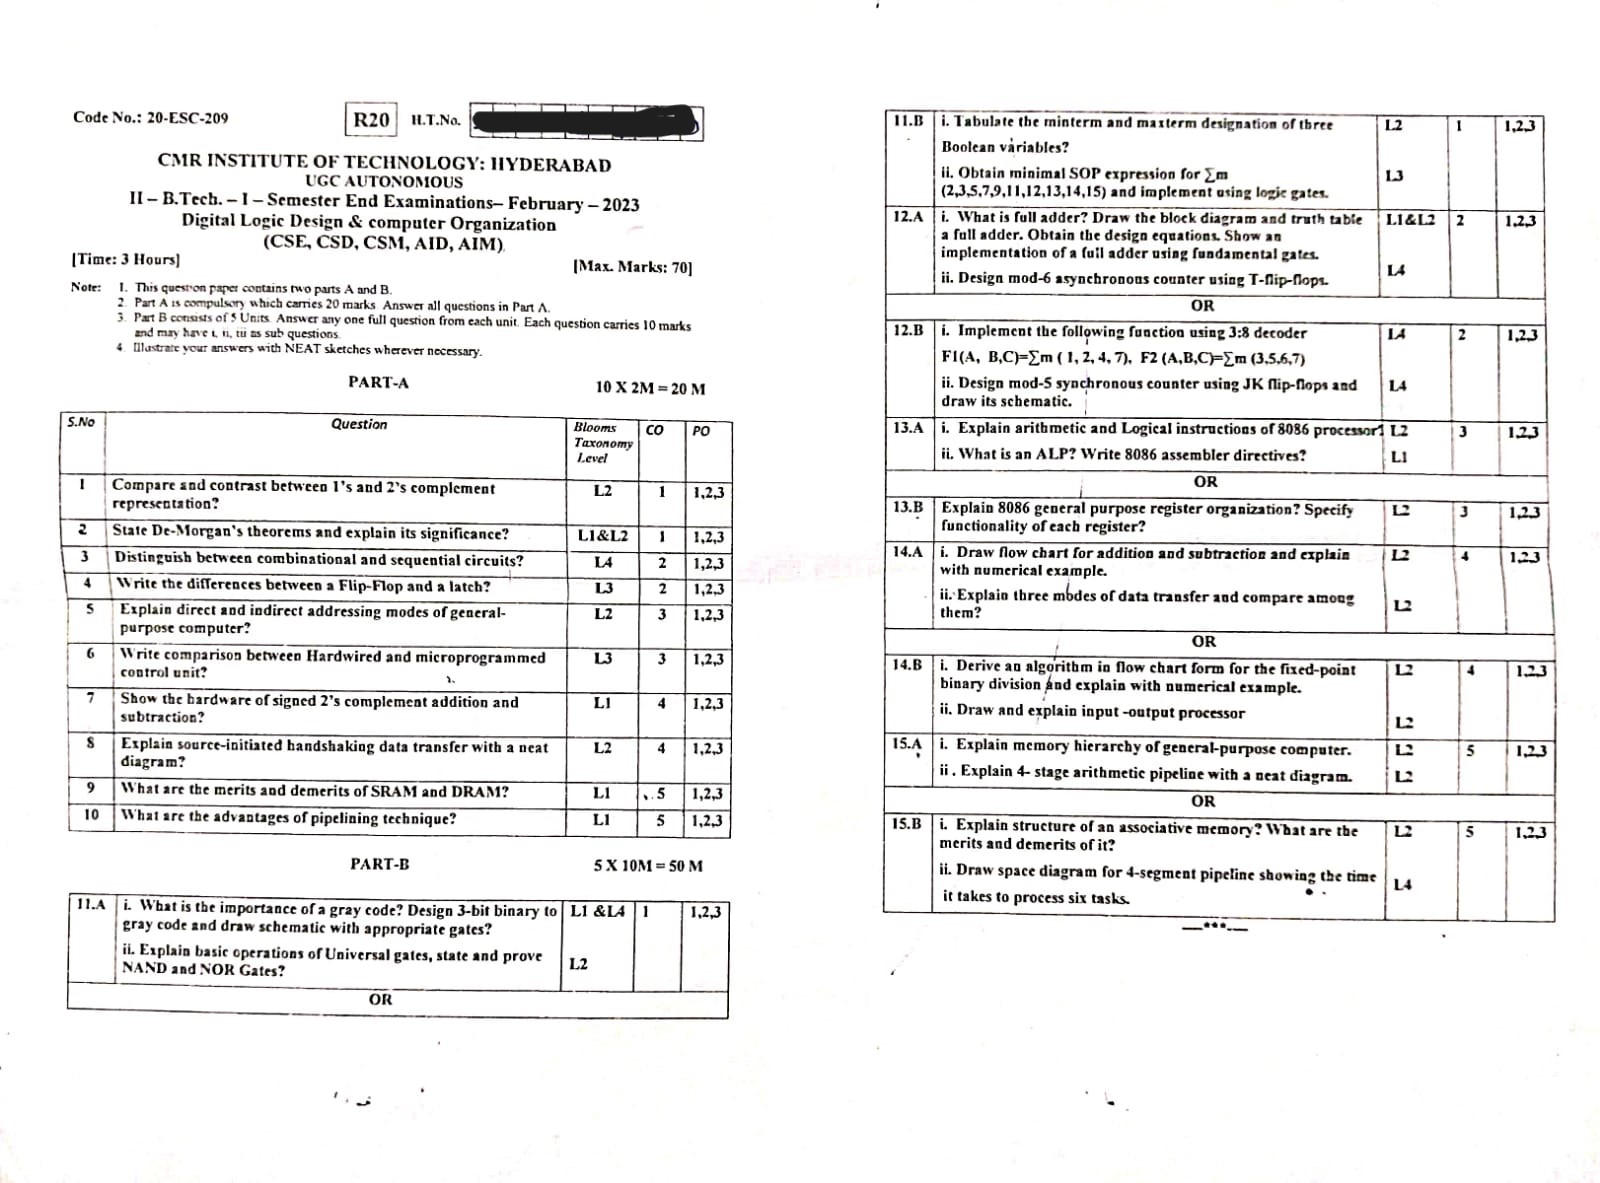 Code No.: 20-ESC-209
R20
H.T.No.
CMR INSTITUTE OF TECHNOLOGY: HYDERABAD
UGC AUTONOMOUS
II – B.Tech. – I – Semester End Examinations– February – 2023
Digital Logic Design & computer Organization
(CSE, CSD, CSM, AID, AIM)
[Time: 3 Hours]
[Max. Marks: 70]
Note: 1. This question paper contains two parts A and B.
2. Part A is compulsory which carries 20 marks. Answer all questions in Part A.
3. Part B consists of 5 Units. Answer any one full question from each unit. Each question carries 10 marks
and may have i, ii, iii as sub questions.
4. Illustrate your answers with NEAT sketches wherever necessary.
PART-A
10 X 2M = 20 M
S.No Question Blooms CO PO
Taxonomy
Level
1 Compare and contrast between 1's and 2's complement L2 1 1,2,3
representation?
2 State De-Morgan's theorems and explain its significance? L1&L2 1 1,2,3
3 Distinguish between combinational and sequential circuits? L4 2 1,2,3
4 Write the differences between a Flip-Flop and a latch? L3 2 1,2,3
5 Explain direct and indirect addressing modes of general- L2 3 1,2,3
purpose computer?
6 Write comparison between Hardwired and microprogrammed L3 3 1,2,3
control unit?
7 Show the hardware of signed 2's complement addition and L1 4 1,2,3
subtraction?
8 Explain source-initiated handshaking data transfer with a neat L2 4 1,2,3
diagram?
9 What are the merits and demerits of SRAM and DRAM? L1 5 1,2,3
10 What are the advantages of pipelining technique? L1 5 1,2,3
PART-B
5 X 10M = 50 M
11.A i. What is the importance of a gray code? Design 3-bit binary to L1 &L4 1 1,2,3
gray code and draw schematic with appropriate gates?
ii. Explain basic operations of Universal gates, state and prove L2
NAND and NOR Gates?
OR
11.B i. Tabulate the minterm and maxterm designation of three L2 1 1,2,3
Boolean variables?
ii. Obtain minimal SOP expression for ∑m L3
(2,3,5,7,9,11,12,13,14,15) and implement using logic gates.
12.A i. What is full adder? Draw the block diagram and truth table L1&L2 2 1,2,3
a full adder. Obtain the design equations. Show an
implementation of a full adder using fundamental gates.
ii. Design mod-6 asynchronous counter using T-flip-flops. L4
OR
12.B i. Implement the following function using 3:8 decoder L4 2 1,2,3
F1(A, B,C)=∑m ( 1, 2, 4, 7), F2 (A,B,C)=∑m (3.5.6,7)
ii. Design mod-5 synchronous counter using JK flip-flops and L4
draw its schematic.
13.A i. Explain arithmetic and Logical instructions of 8086 processor? L2 3 1,2,3
ii. What is an ALP? Write 8086 assembler directives? L1
OR
13.B Explain 8086 general purpose register organization? Specify L2 3 1,2,3
functionality of each register?
14.A i. Draw flow chart for addition and subtraction and explain L2 4 1,2,3
with numerical example.
ii. Explain three modes of data transfer and compare among L2
them?
OR
14.B i. Derive an algorithm in flow chart form for the fixed-point L2 4 1,2,3
binary division and explain with numerical example.
ii. Draw and explain input -output processor L2
15.A i. Explain memory hierarchy of general-purpose computer. L2 5 1,2,3
ii . Explain 4- stage arithmetic pipeline with a neat diagram. L2
OR
15.B i. Explain structure of an associative memory? What are the L2 5 1,2,3
merits and demerits of it?
ii. Draw space diagram for 4-segment pipeline showing the time L4
it takes to process six tasks.
__***__